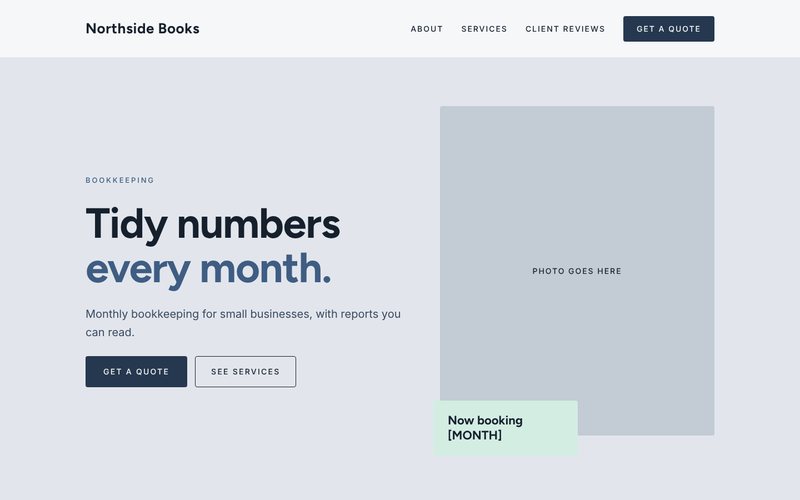 Northside Books
ABOUT
SERVICES
CLIENT REVIEWS
GET A QUOTE
BOOKKEEPING
Tidy numbers
every month.
Monthly bookkeeping for small businesses, with reports you
can read.
GET A QUOTE
SEE SERVICES
PHOTO GOES HERE
Now booking
[MONTH]